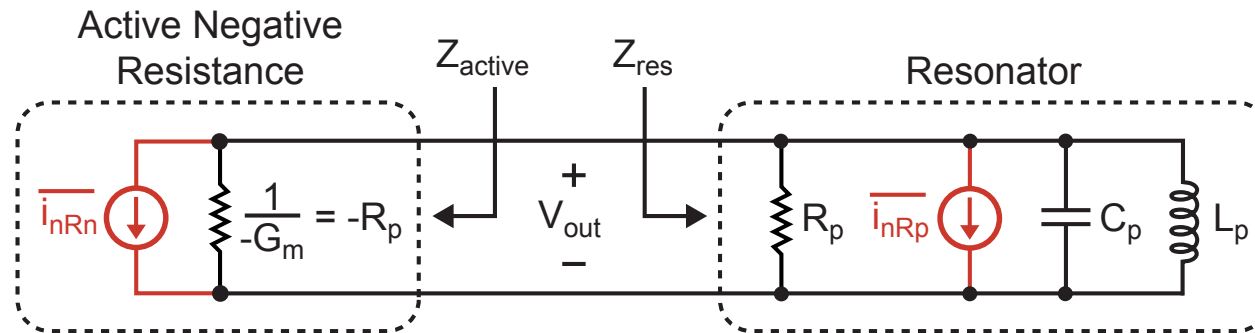 Active Negative
Resistance
Z_active
Z_res
Resonator
i_nRn
1/-G_m = -R_p
+
V_out
–
R_p
i_nRp
C_p
L_p